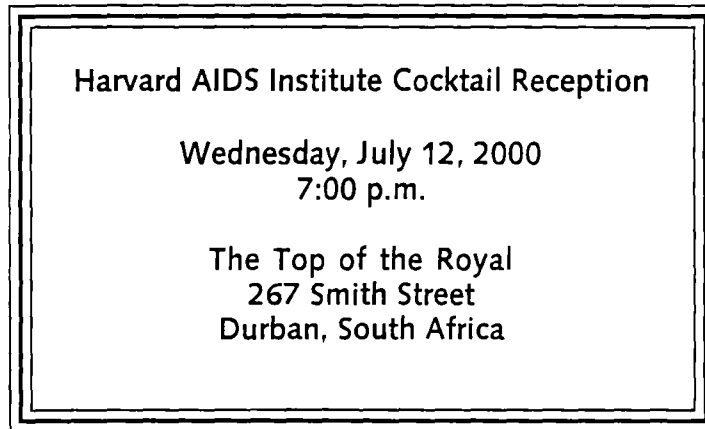 Harvard AIDS Institute Cocktail Reception
Wednesday, July 12, 2000
7:00 p.m.
The Top of the Royal
267 Smith Street
Durban, South Africa